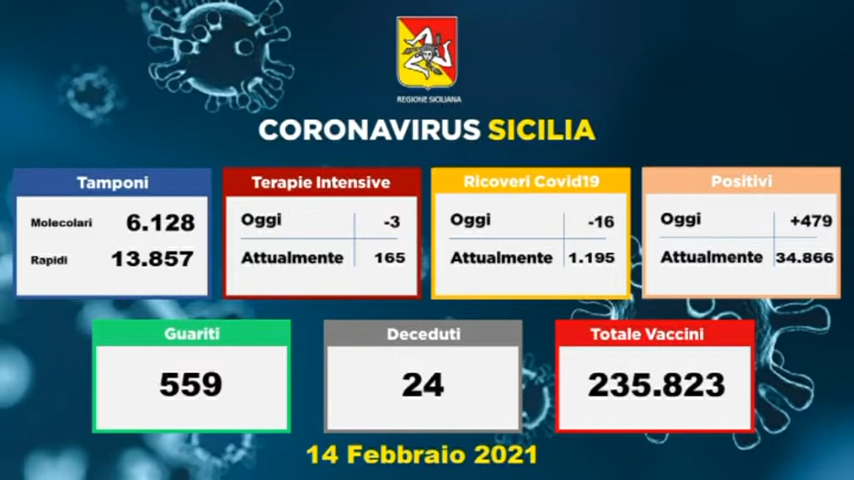 REGIONE SICILIANA
CORONAVIRUS SICILIA
Tamponi
Molecolari 6.128
Rapidi 13.857
Terapie Intensive
Oggi -3
Attualmente 165
Ricoveri Covid19
Oggi -16
Attualmente 1.195
Positivi
Oggi +479
Attualmente 34.866
Guariti
559
Deceduti
24
Totale Vaccini
235.823
14 Febbraio 2021